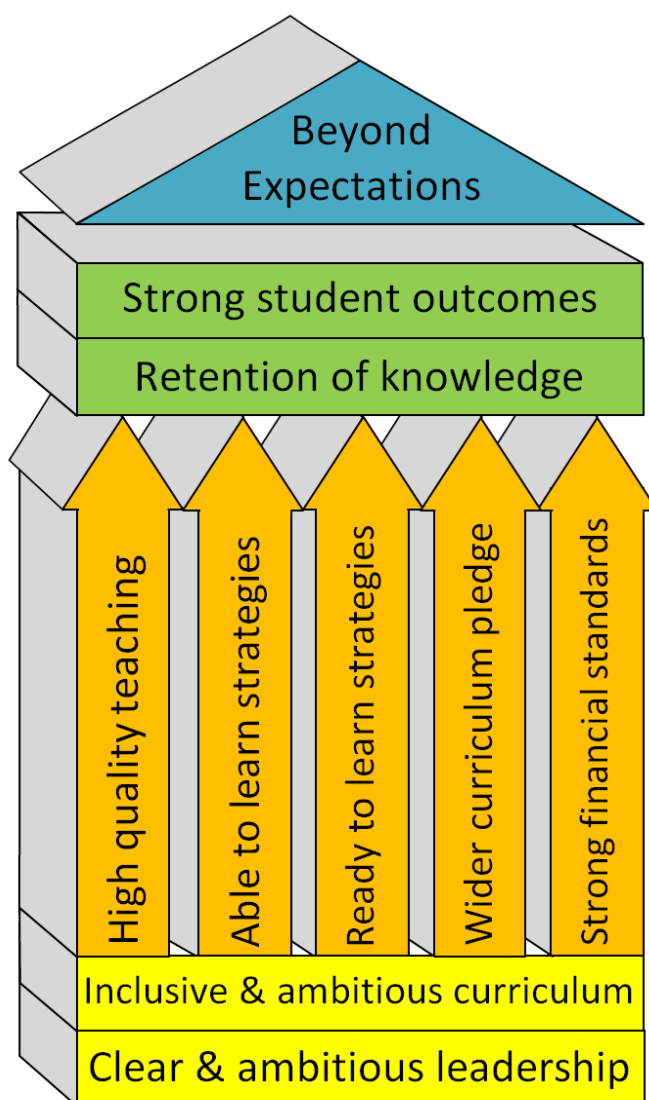 Beyond
Expectations
Strong student outcomes
Retention of knowledge
High quality teaching
Able to learn strategies
Ready to learn strategies
Wider curriculum pledge
Strong financial standards
Inclusive & ambitious curriculum
Clear & ambitious leadership